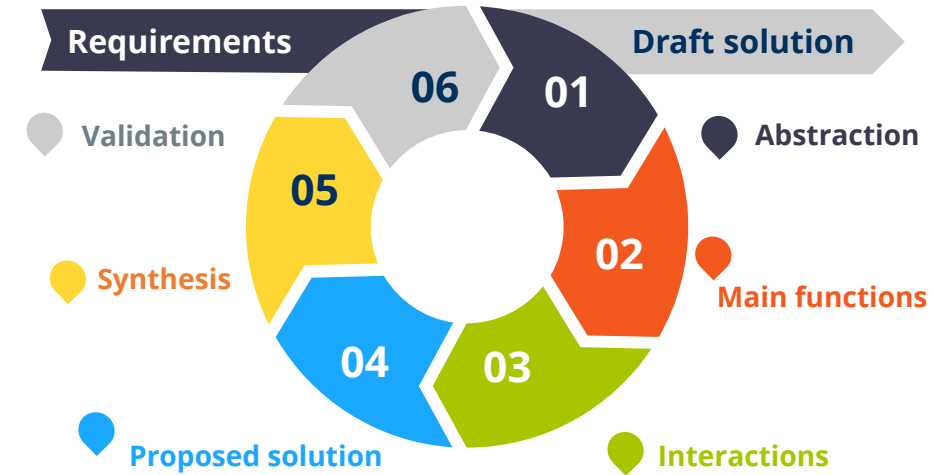 Requirements
Draft solution
06
01
Validation
Abstraction
05
02
Synthesis
Main functions
04
03
Proposed solution
Interactions